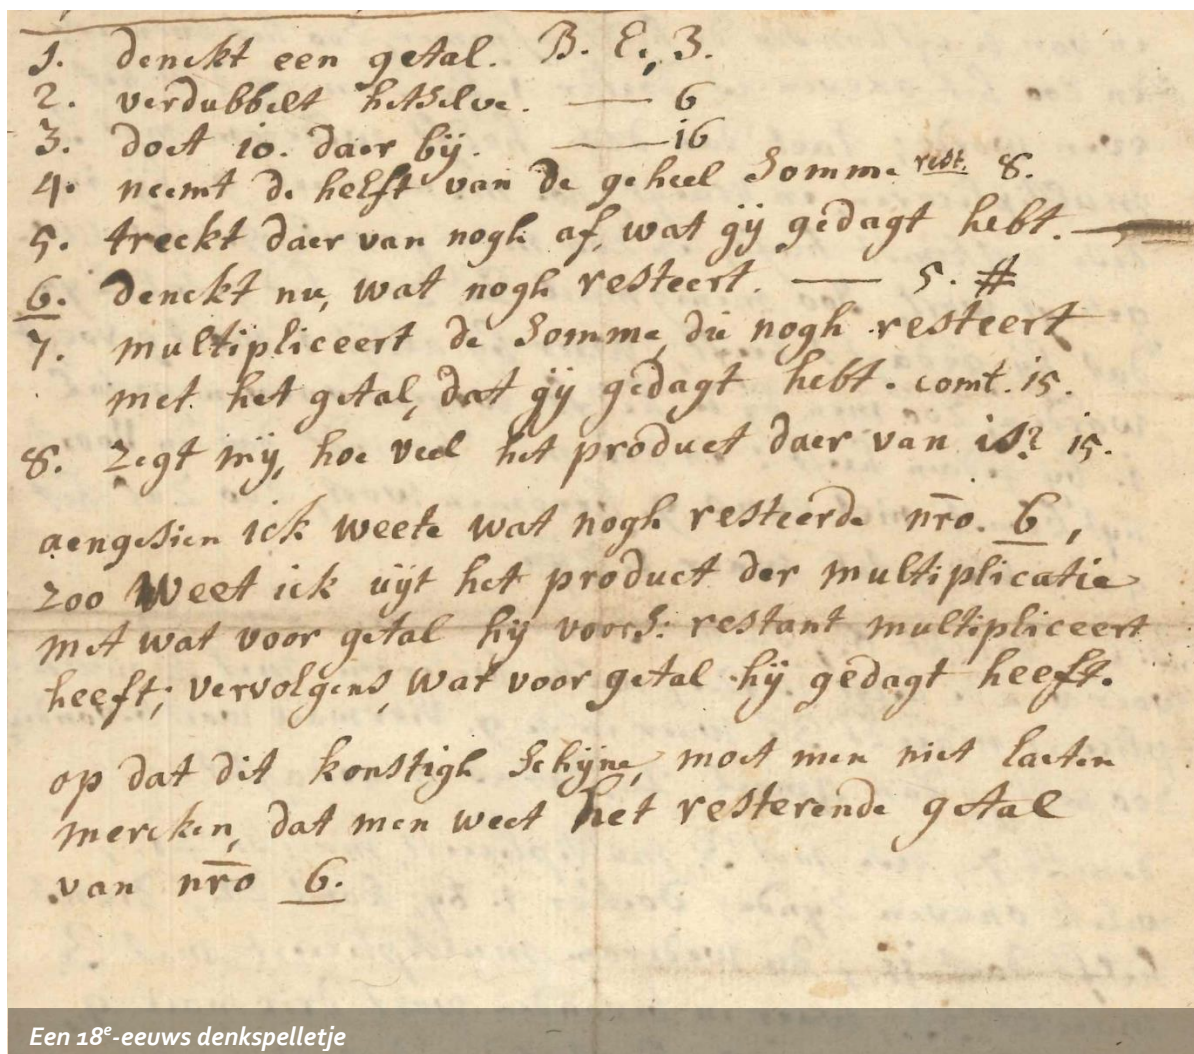 1. denckt een getal. B. E., 3.
2. verdubbelt hetselve. — 6
3. doet 10. daer bij. — 16
4. neemt de helft van de geheel somme rest. 8.
5. treckt daer van nogh af, wat gij gedagt hebt. —
6. denckt nu, wat nogh resteert. — 5. #
7. multipliceert de somme, die nogh resteert
met het getal, dat gij gedagt hebt. comt. 15.
8. zegt mij, hoe veel het product daer van is? 15.
aengesien ick weete wat nogh resteerde nro. 6,
zoo weet ick uijt het product der multiplicatie
met wat voor getal hij voors: restant multipliceert
heeft; vervolgens, wat voor getal hij gedagt heeft.
op dat dit konstigh schijne, moet men niet laeten
mercken, dat men weet het resterende getal
van nro 6.
Een 18e-eeuws denkspelletje